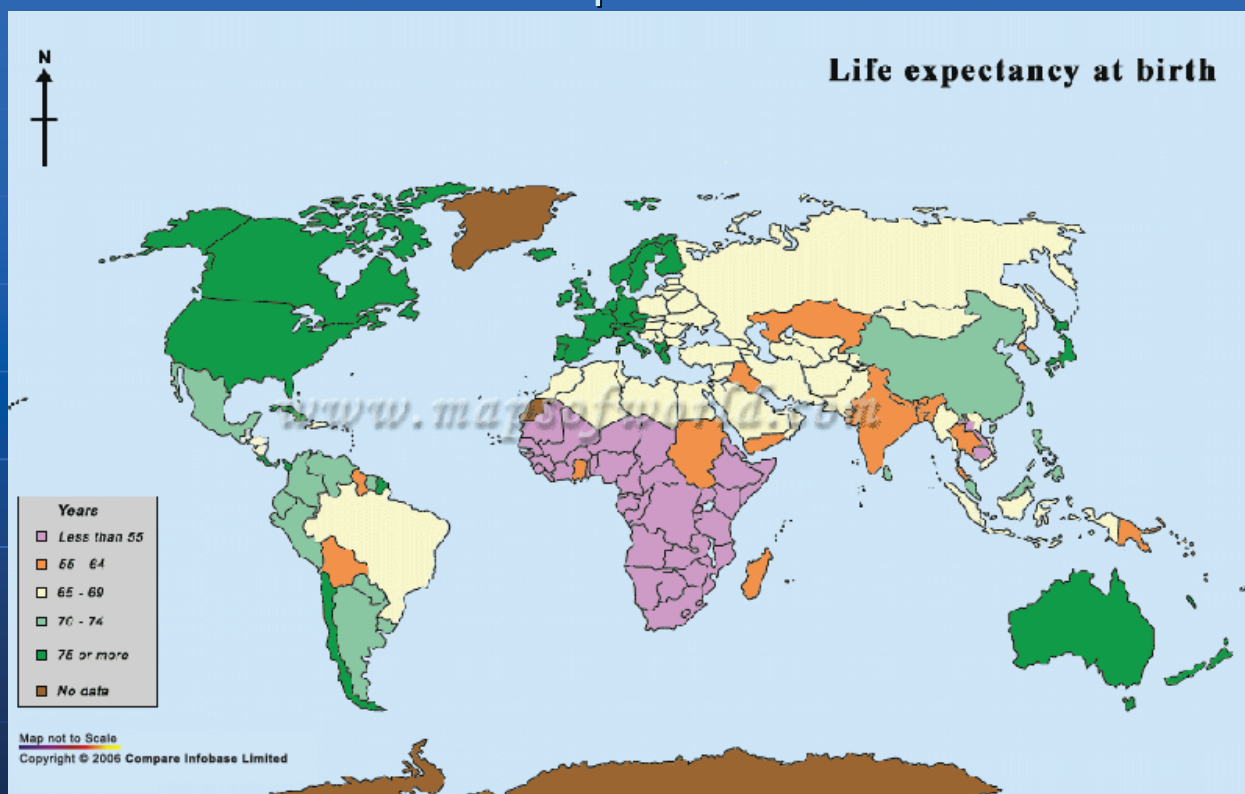 N
Life expectancy at birth
www.mapsofworld.com
Years
Less than 55
55 - 64
65 - 69
70 - 74
75 or more
No data
Map not to Scale
Copyright © 2006 Compare Infobase Limited